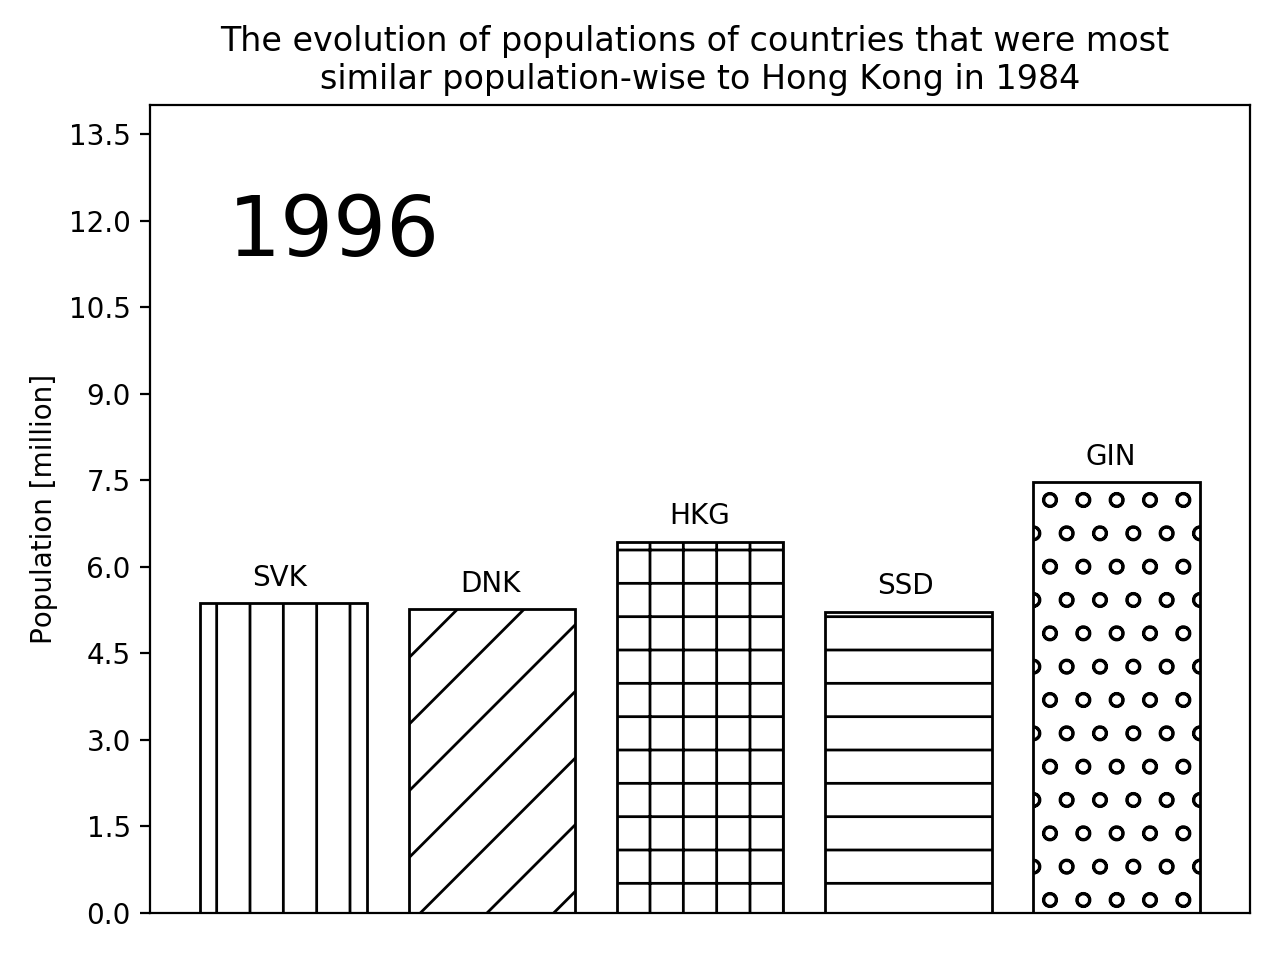 The evolution of populations of countries that were most
similar population-wise to Hong Kong in 1984
13.5
12.0
10.5
9.0
7.5
6.0
4.5
3.0
1.5
0.0
Population [million]
1996
SVK
DNK
HKG
SSD
GIN